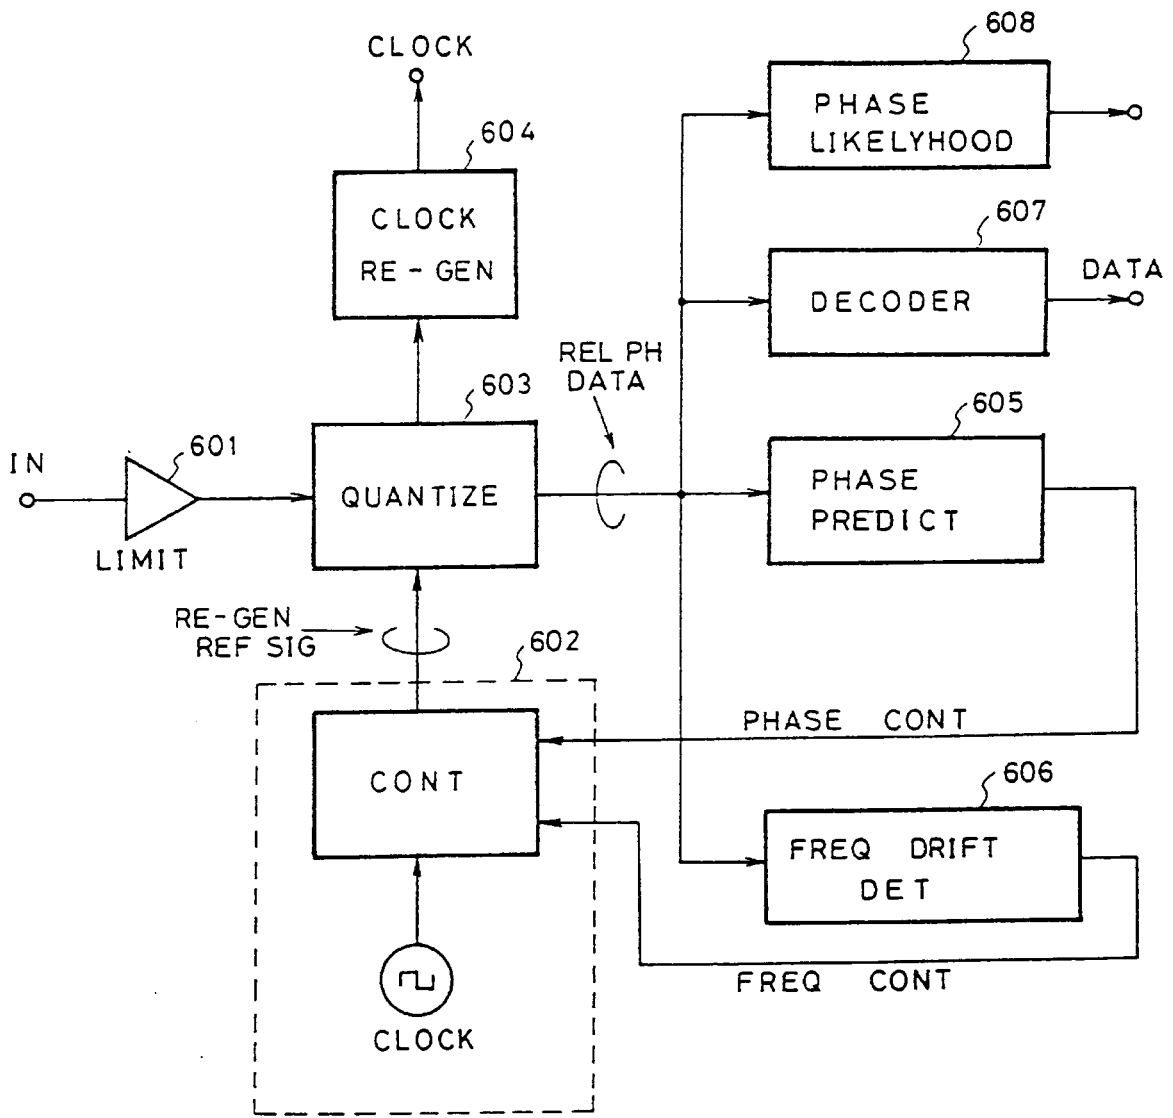 608
CLOCK
PHASE
LIKELYHOOD
604
CLOCK
RE-GEN
607
DATA
DECODER
REL PH
DATA
603
605
IN
601
QUANTIZE
PHASE
PREDICT
LIMIT
RE-GEN
REF SIG
602
PHASE CONT
CONT
606
FREQ DRIFT
DET
FREQ CONT
CLOCK